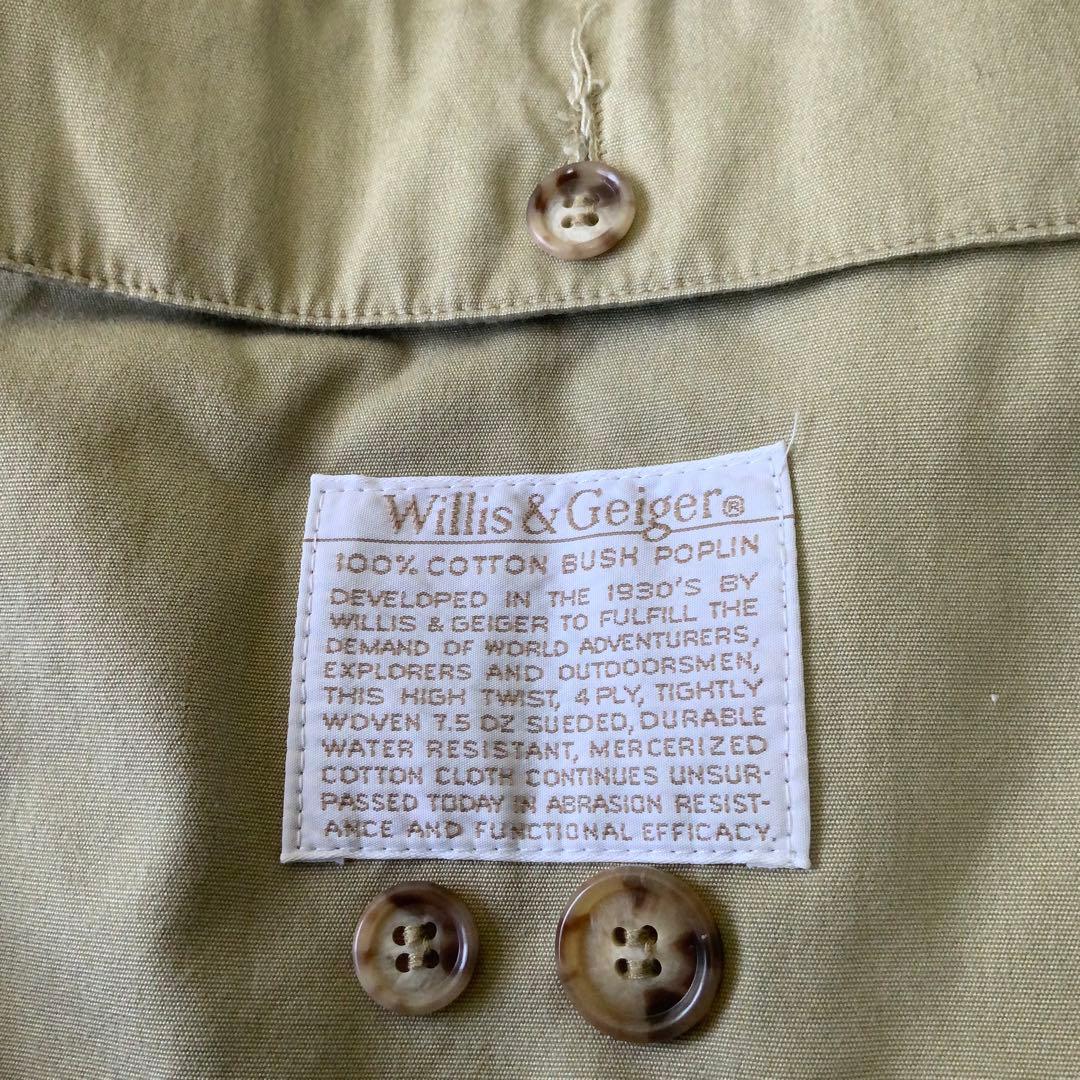 Willis & Geiger®
100% COTTON BUSH POPLIN
DEVELOPED IN THE 1930'S BY
WILLIS & GEIGER TO FULFILL THE
DEMAND OF WORLD ADVENTURERS,
EXPLORERS AND OUTDOORSMEN,
THIS HIGH TWIST, 4 PLY, TIGHTLY
WOVEN 7.5 OZ SUEDED, DURABLE
WATER RESISTANT, MERCERIZED
COTTON CLOTH CONTINUES UNSUR-
PASSED TODAY IN ABRASION RESIST-
ANCE AND FUNCTIONAL EFFICACY.